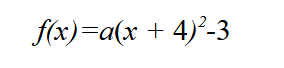 f(x)=a(x + 4)²-3